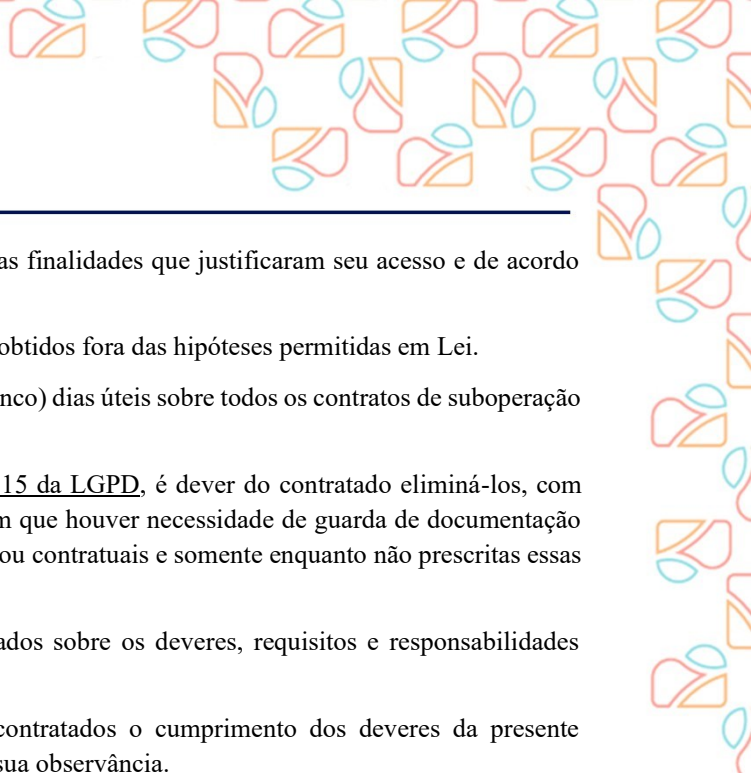 as finalidades que justificaram seu acesso e de acordo
obtidos fora das hipóteses permitidas em Lei.
nco) dias úteis sobre todos os contratos de suboperação
15 da LGPD, é dever do contratado eliminá-los, com
m que houver necessidade de guarda de documentação
ou contratuais e somente enquanto não prescritas essas
ados sobre os deveres, requisitos e responsabilidades
contratados o cumprimento dos deveres da presente
sua observância.